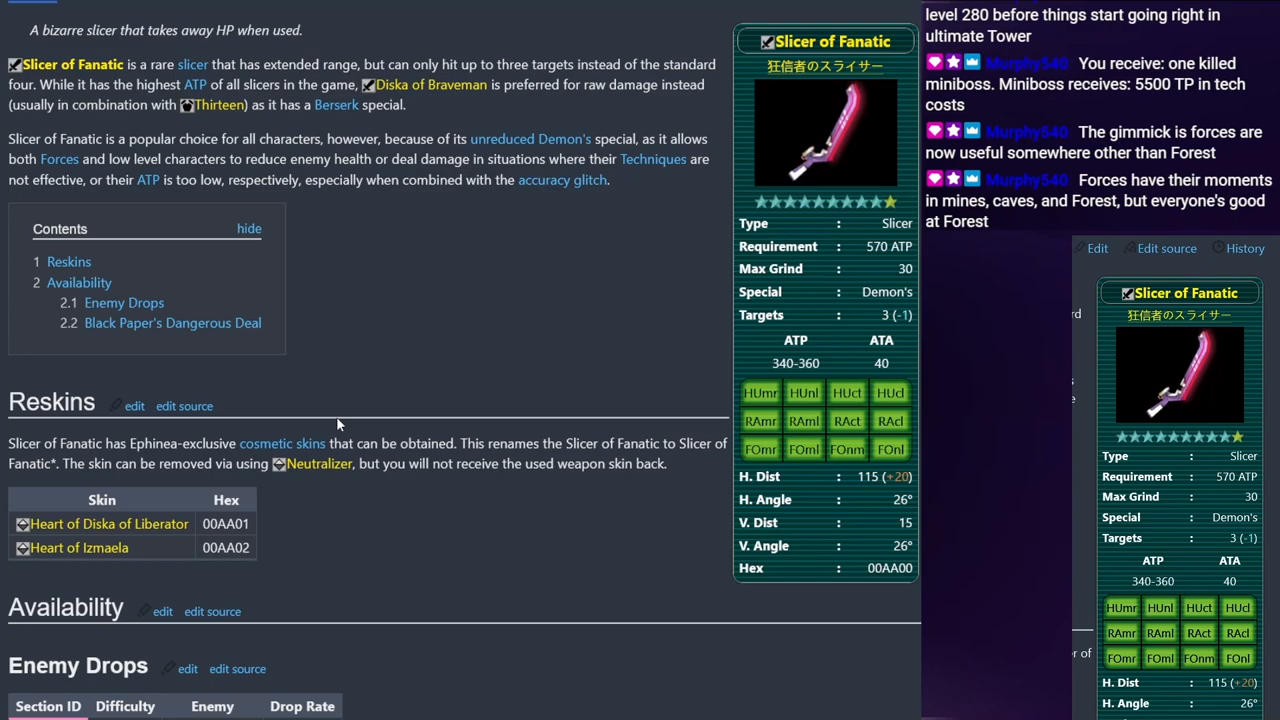 A bizarre slicer that takes away HP when used.
Slicer of Fanatic is a rare slicer that has extended range, but can only hit up to three targets instead of the standard
four. While it has the highest ATP of all slicers in the game, Diska of Braveman is preferred for raw damage instead
(usually in combination with Thirteen) as it has a Berserk special.
Slicer of Fanatic is a popular choice for all characters, however, because of its unreduced Demon's special, as it allows
both Forces and low level characters to reduce enemy health or deal damage in situations where their Techniques are
not effective, or their ATP is too low, respectively, especially when combined with the accuracy glitch.
Contents hide
1 Reskins
2 Availability
2.1 Enemy Drops
2.2 Black Paper's Dangerous Deal
Reskins edit edit source
Slicer of Fanatic has Ephinea-exclusive cosmetic skins that can be obtained. This renames the Slicer of Fanatic to Slicer of
Fanatic*. The skin can be removed via using Neutralizer, but you will not receive the used weapon skin back.
Skin Hex
Heart of Diska of Liberator 00AA01
Heart of Izmaela 00AA02
Availability edit edit source
Enemy Drops edit edit source
Section ID Difficulty Enemy Drop Rate
Slicer of Fanatic
狂信者のスライサー
Type : Slicer
Requirement : 570 ATP
Max Grind : 30
Special : Demon's
Targets : 3 (-1)
ATP ATA
340-360 40
HUmr HUnl HUct HUcl
RAmr RAml RAct RAcl
FOmr FOml FOnm FOnl
H. Dist : 115 (+20)
H. Angle : 26°
V. Dist : 15
V. Angle : 26°
Hex : 00AA00
level 280 before things start going right in
ultimate Tower
Murphy540 You receive: one killed
miniboss. Miniboss receives: 5500 TP in tech
costs
Murphy540 The gimmick is forces are
now useful somewhere other than Forest
Murphy540 Forces have their moments
in mines, caves, and Forest, but everyone's good
at Forest
Edit Edit source History
rd
Slicer of Fanatic
狂信者のスライサー
s
e
Type : Slicer
Requirement : 570 ATP
Max Grind : 30
Special : Demon's
Targets : 3 (-1)
ATP ATA
340-360 40
HUmr HUnl HUct HUcl
RAmr RAml RAct RAcl
er of
FOmr FOml FOnm FOnl
H. Dist : 115 (+20)
H. Angle : 26°